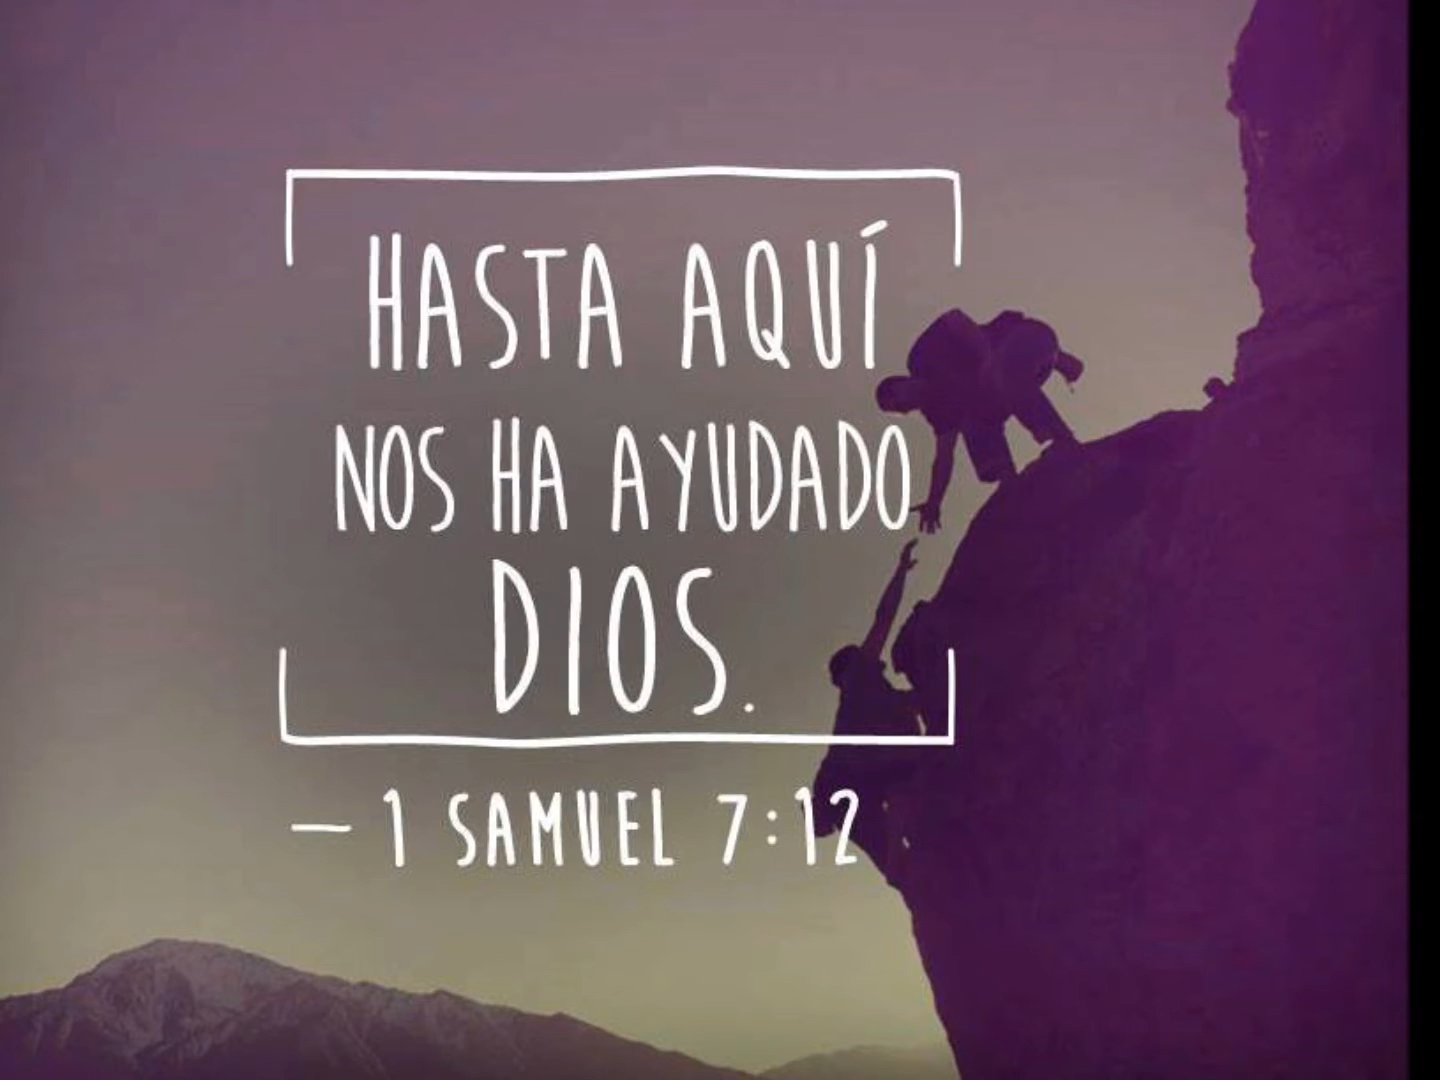 HASTA AQUÍ
NOS HA AYUDADO
DIOS.
— 1 SAMUEL 7:12